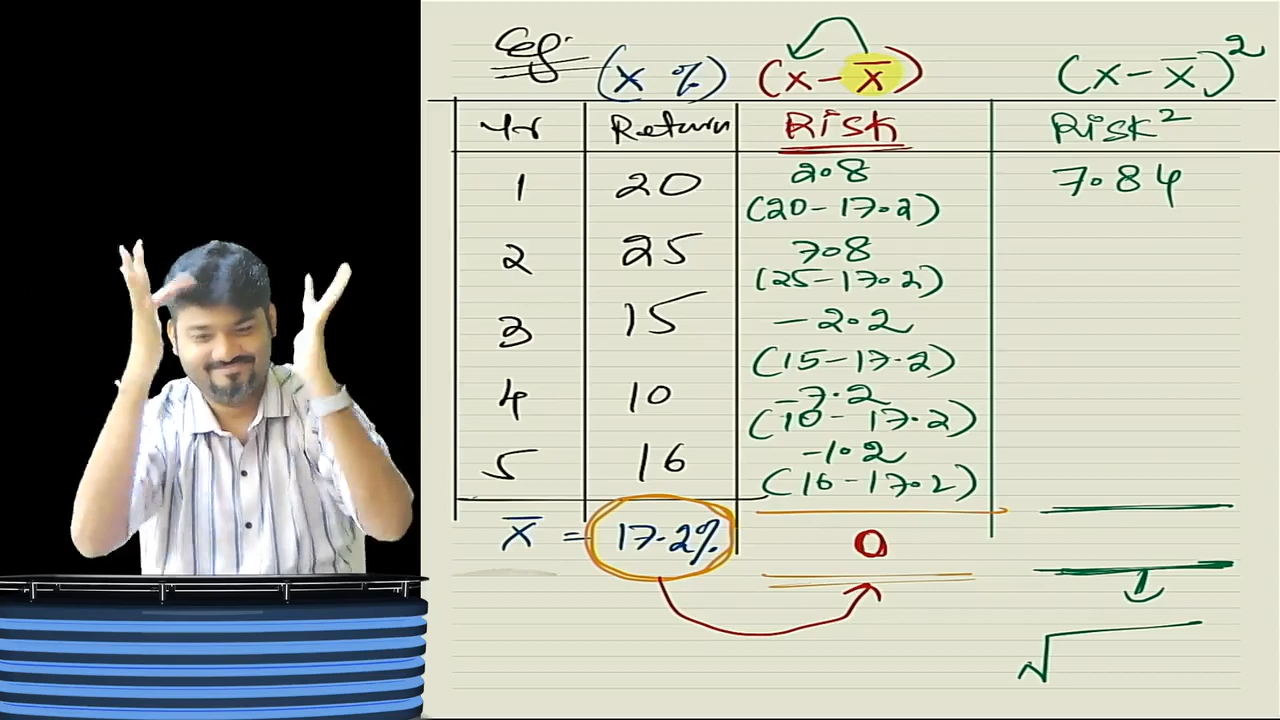 Eg:
(x %) (x - x̄) (x - x̄)²
Yr Return Risk Risk²
1 20 2.8 7.84
(20-17.2)
2 25 7.8
(25-17.2)
3 15 -2.2
(15-17.2)
4 10 -7.2
(10-17.2)
5 16 -1.2
(16-17.2)
x̄ = 17.2% 0
√